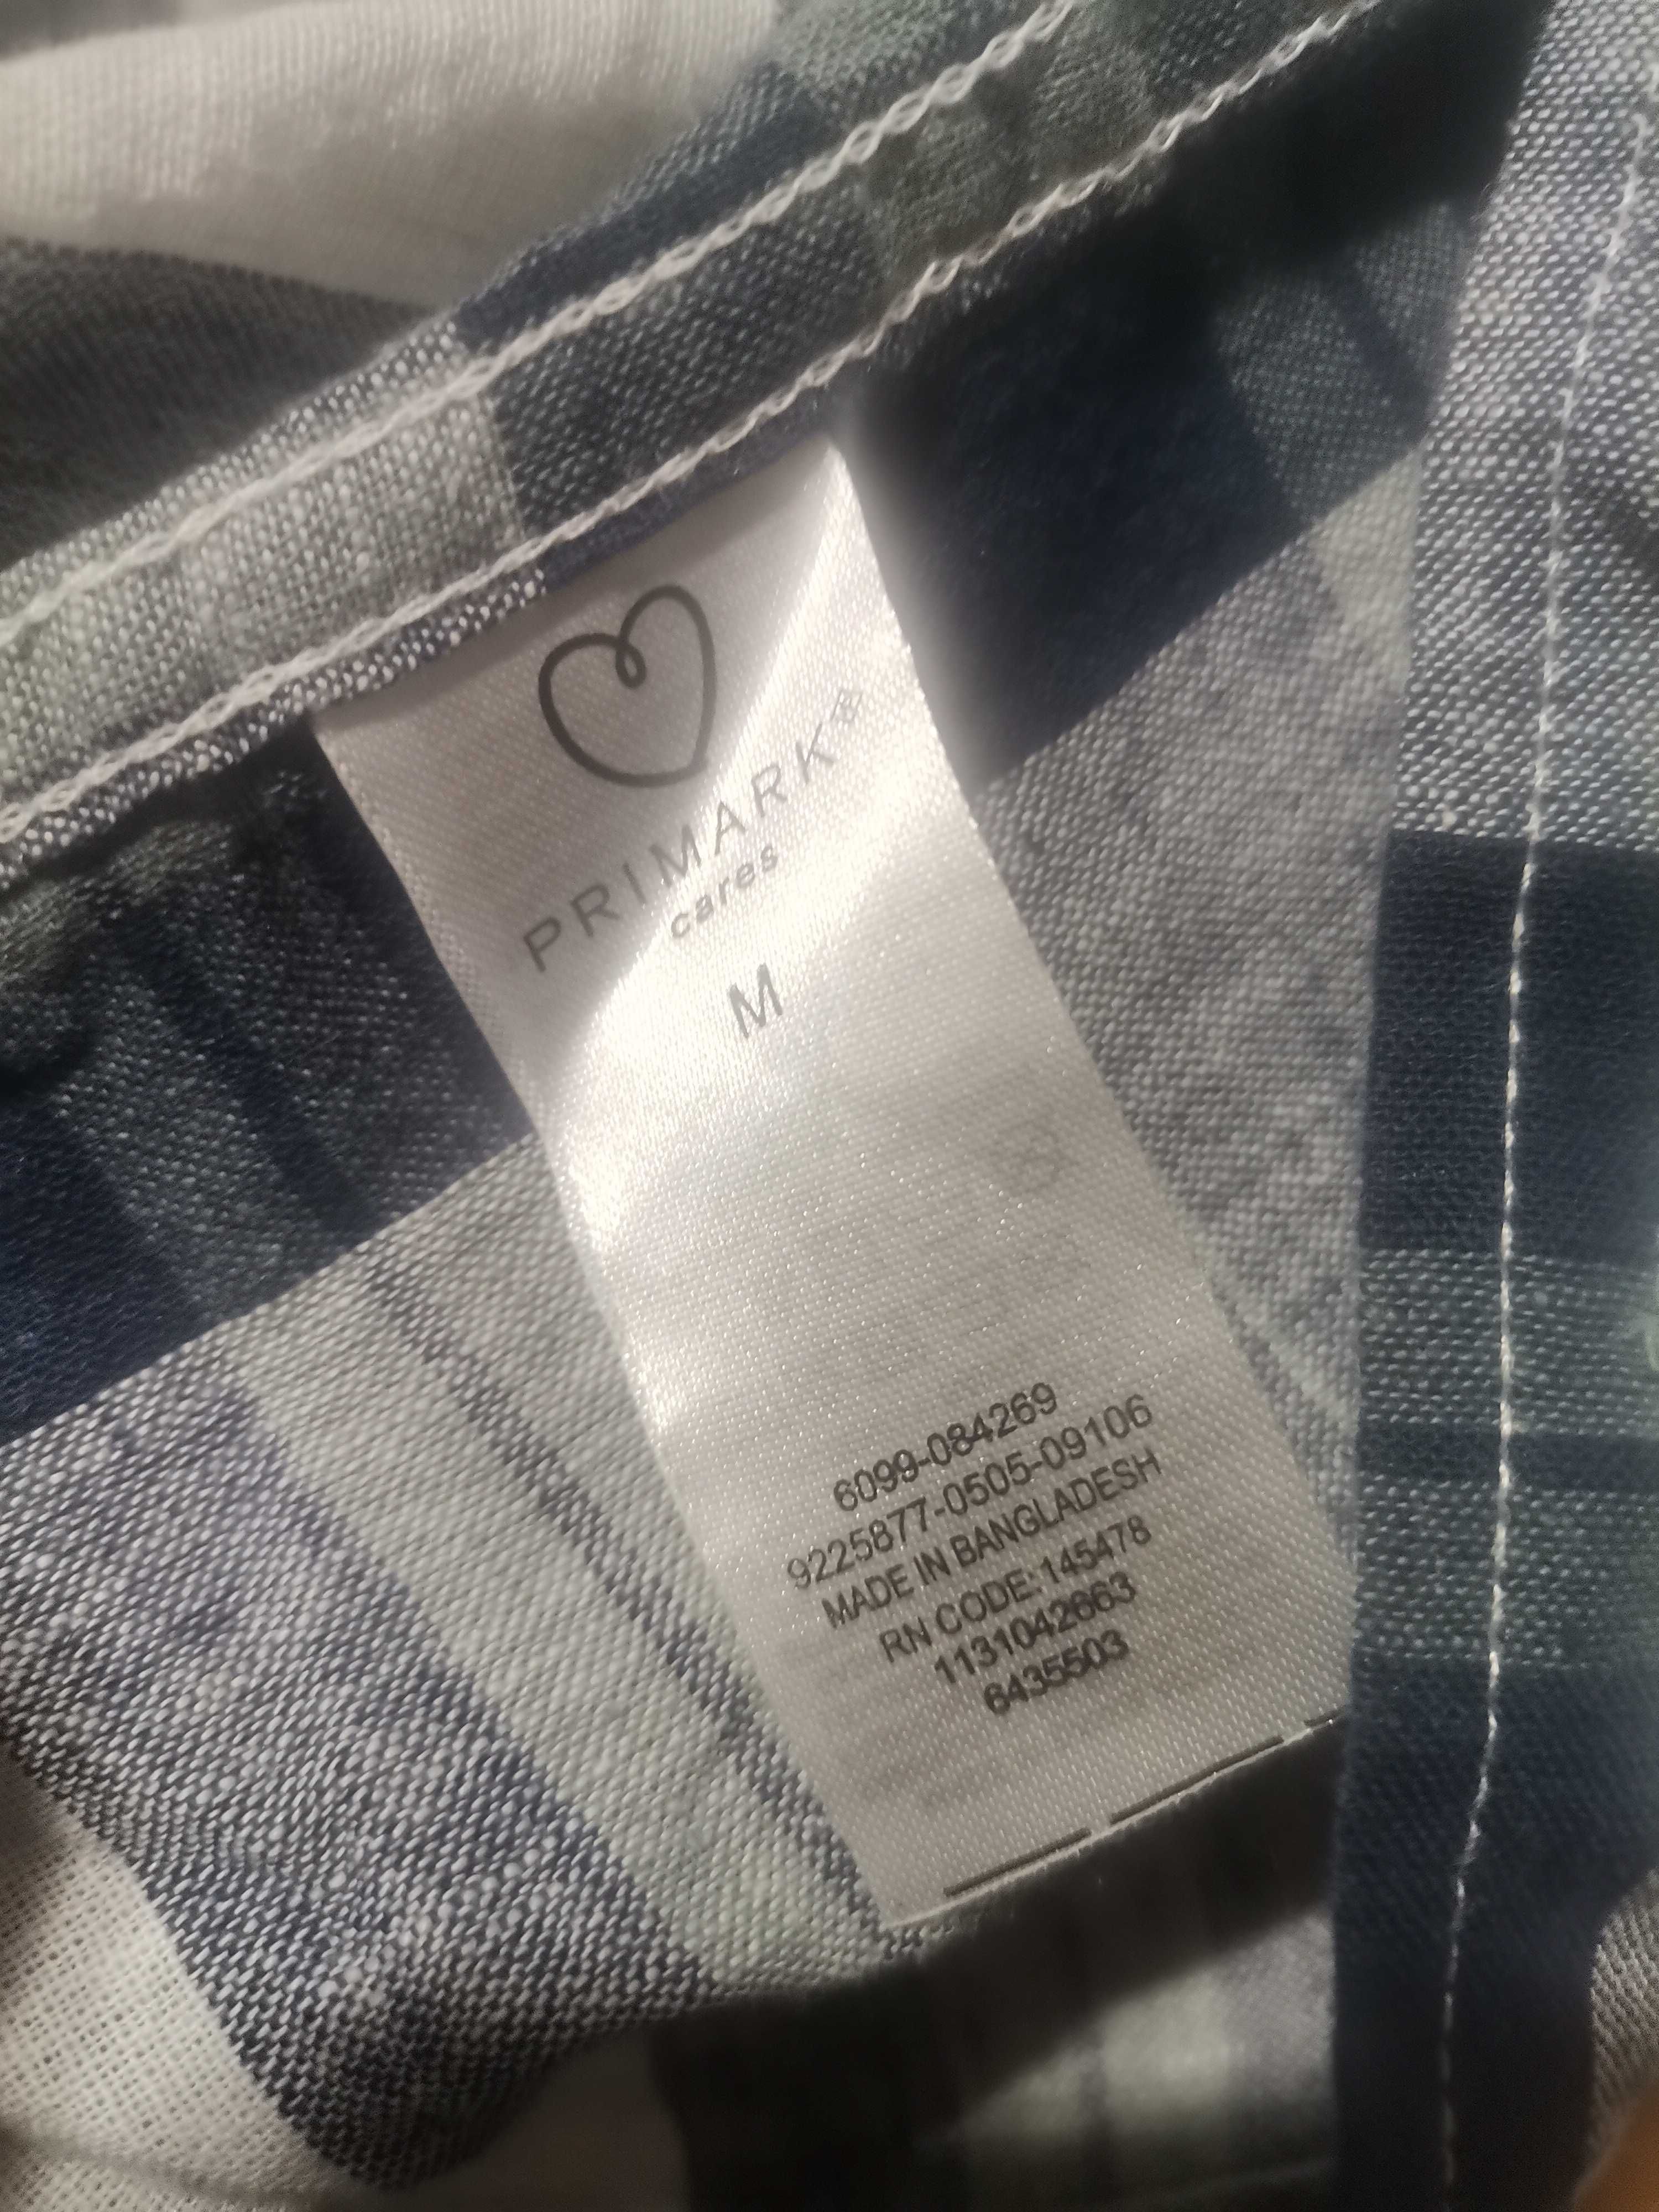 PRIMARK®
cares
M
6099-084269
9225877-0505-09106
MADE IN BANGLADESH
RN CODE:145478
1131042663
6435503